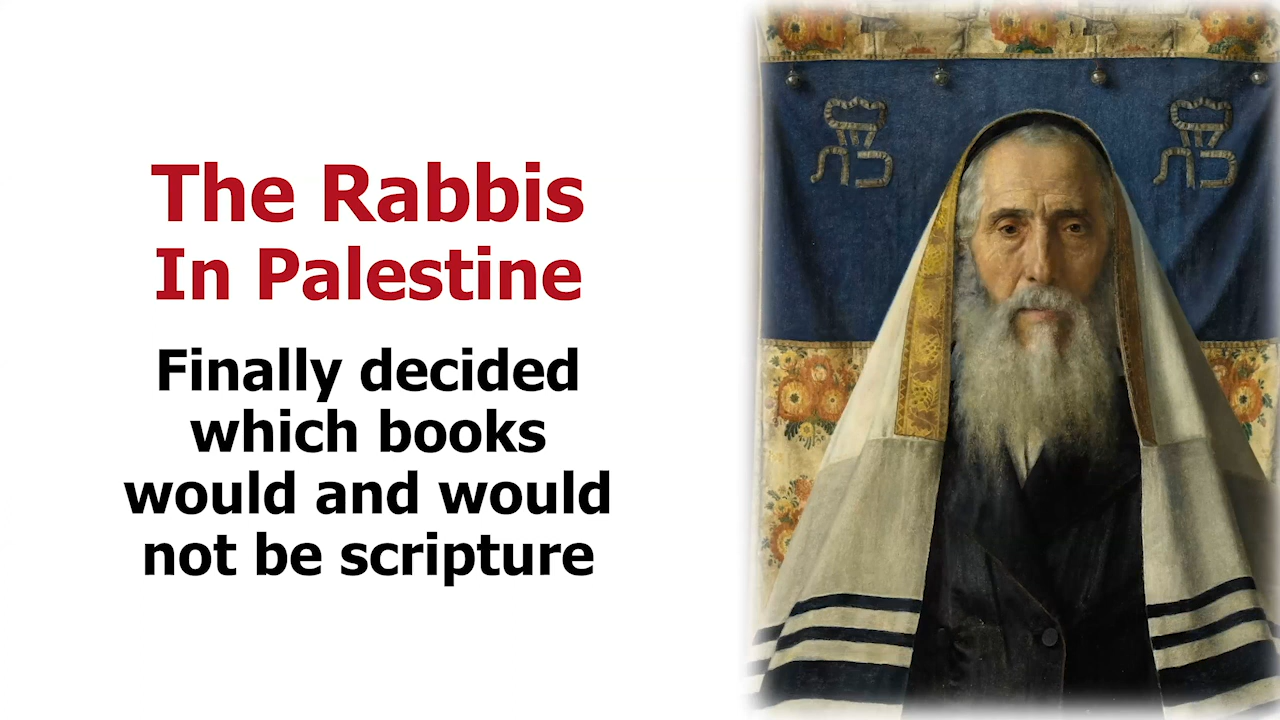 The Rabbis
In Palestine
Finally decided
which books
would and would
not be scripture